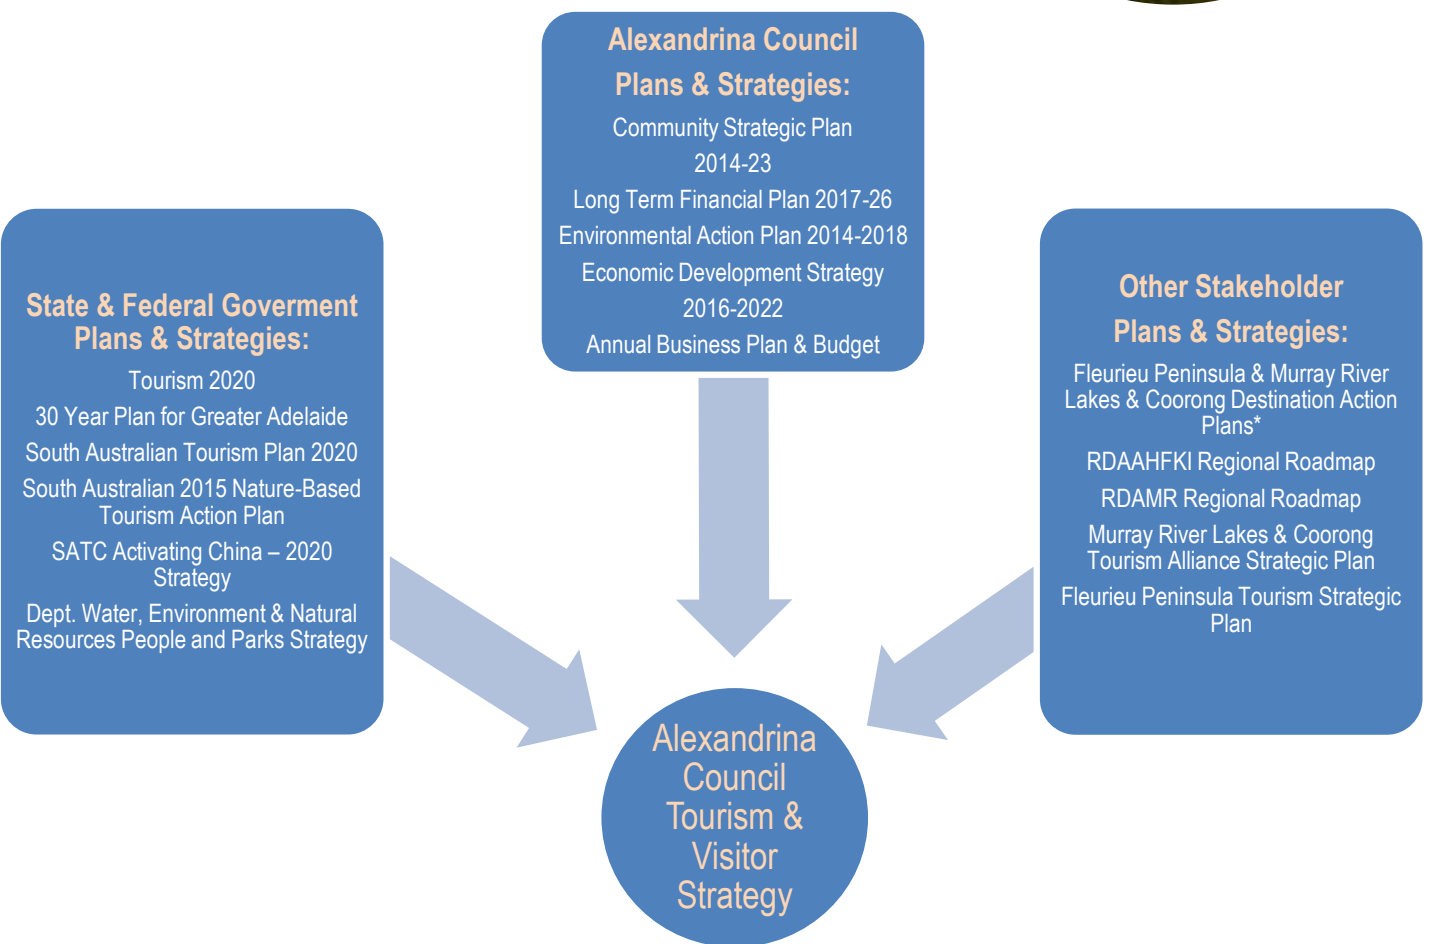 Alexandrina Council
Plans & Strategies:
Community Strategic Plan
2014-23
Long Term Financial Plan 2017-26
Environmental Action Plan 2014-2018
Economic Development Strategy
2016-2022
Annual Business Plan & Budget
State & Federal Goverment
Plans & Strategies:
Tourism 2020
30 Year Plan for Greater Adelaide
South Australian Tourism Plan 2020
South Australian 2015 Nature-Based
Tourism Action Plan
SATC Activating China – 2020
Strategy
Dept. Water, Environment & Natural
Resources People and Parks Strategy
Other Stakeholder
Plans & Strategies:
Fleurieu Peninsula & Murray River
Lakes & Coorong Destination Action
Plans*
RDAAHFKI Regional Roadmap
RDAMR Regional Roadmap
Murray River Lakes & Coorong
Tourism Alliance Strategic Plan
Fleurieu Peninsula Tourism Strategic
Plan
Alexandrina
Council
Tourism &
Visitor
Strategy